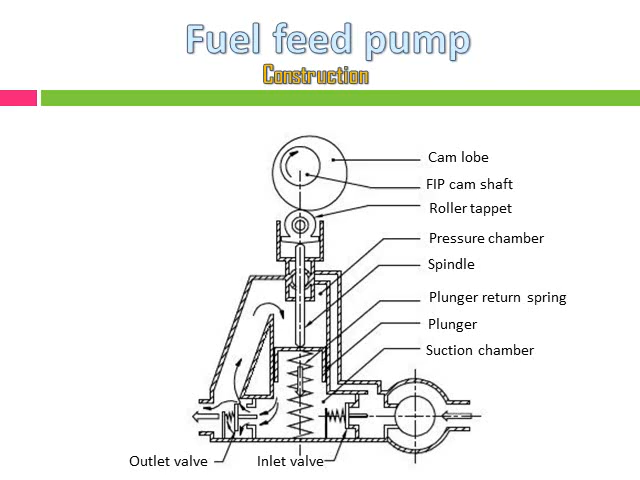 Fuel feed pump
Construction
Cam lobe
FIP cam shaft
Roller tappet
Pressure chamber
Spindle
Plunger return spring
Plunger
Suction chamber
Outlet valve
Inlet valve